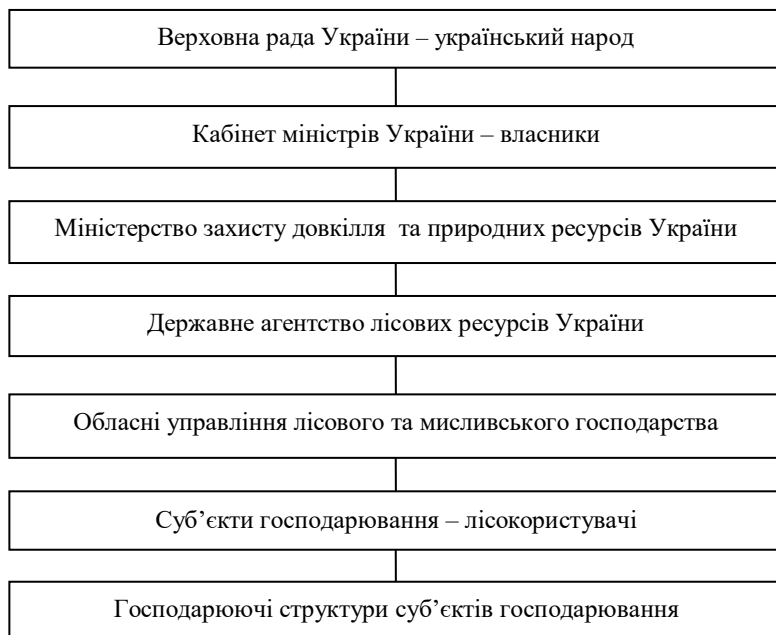 Верховна рада України – український народ
Кабінет міністрів України – власники
Міністерство захисту довкілля та природних ресурсів України
Державне агентство лісових ресурсів України
Обласні управління лісового та мисливського господарства
Суб’єкти господарювання – лісокористувачі
Господарюючі структури суб’єктів господарювання